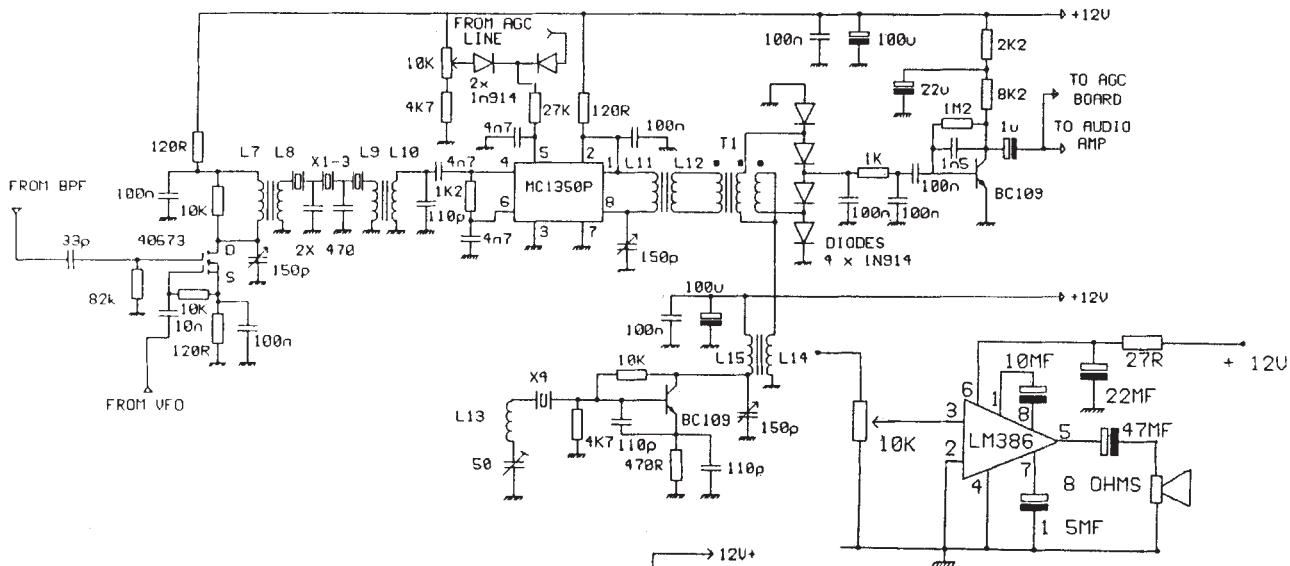 +12V
FROM AGC
LINE
10K
2x
1n914
4K7
27K
120R
100n
100u
2K2
22u
8K2
1M2
1u
TO AGC
BOARD
TO AUDIO
AMP
1n5
BC109
120R
L7
L8
X1-3
L9
L10
4n7
4n7
5
2
100n
4
1
MC1350P
6
8
3
7
1K2
110p
4n7
L11
L12
T1
150p
1K
100n
100n
100n
DIODES
4 x 1N914
FROM BPF
100n
10K
33p
40673
D
S
2X 470
150p
82k
10K
10n
120R
100n
FROM VFO
100u
100n
+12V
L15
L14
10K
X4
L13
BC109
150p
4K7
110p
470R
110p
50
10K
3
2
6
1
8
LM386
5
7
4
10MF
27R
+ 12V
22MF
47MF
8 OHMS
1 5MF
12V+